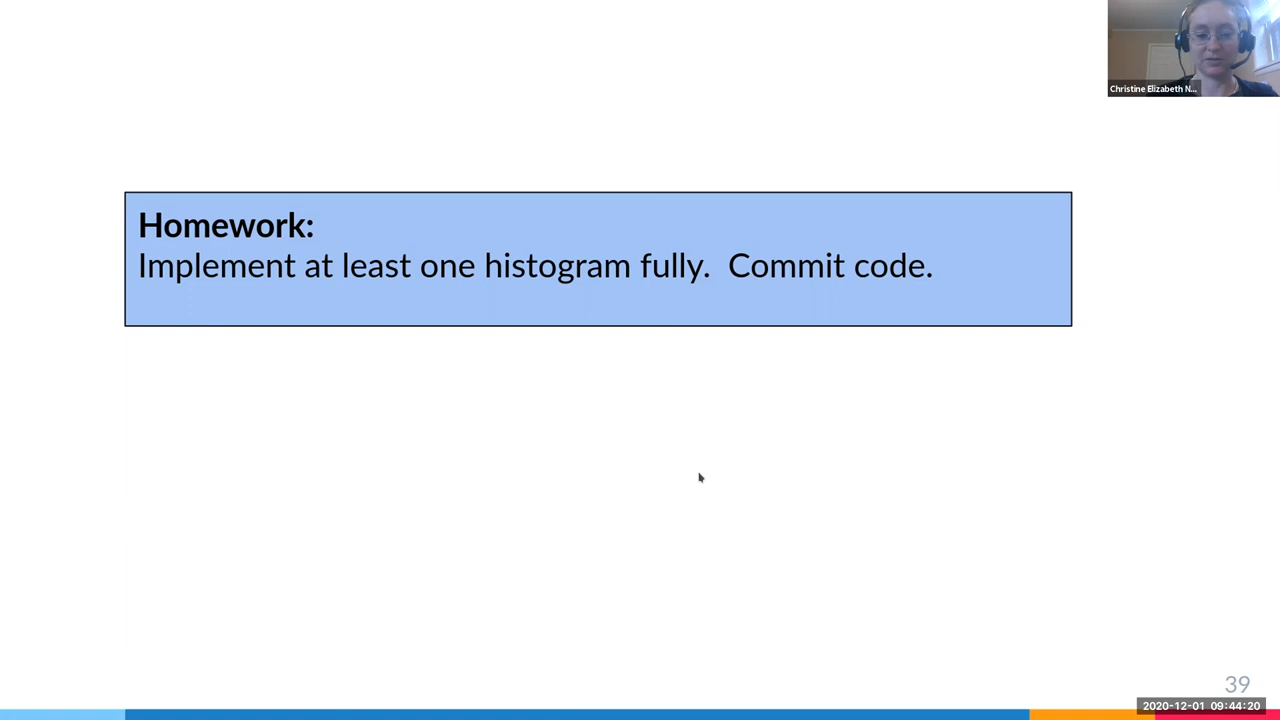 Christine Elizabeth N...
Homework:
Implement at least one histogram fully.  Commit code.
39
2020-12-01 09:44:20